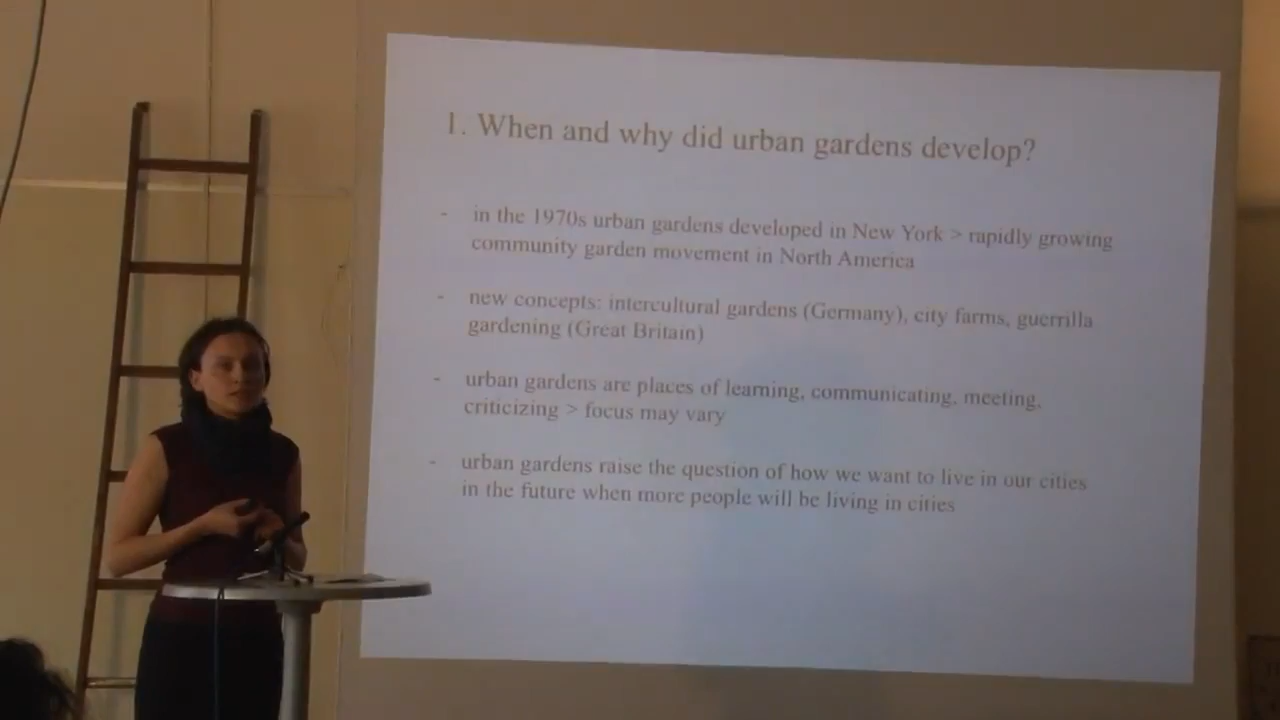 1. When and why did urban gardens develop?
- in the 1970s urban gardens developed in New York > rapidly growing
community garden movement in North America
- new concepts: intercultural gardens (Germany), city farms, guerrilla
gardening (Great Britain)
- urban gardens are places of learning, communicating, meeting,
criticizing > focus may vary
- urban gardens raise the question of how we want to live in our cities
in the future when more people will be living in cities